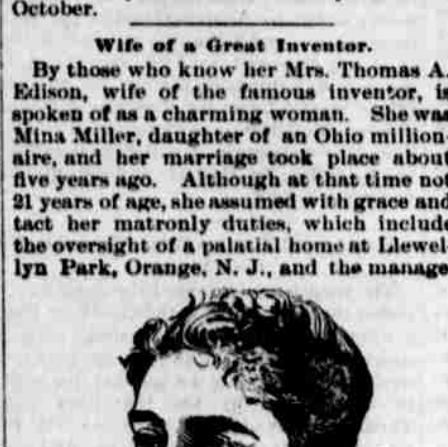 October.
Wife of a Great Inventor.
By those who know her Mrs. Thomas A.
Edison, wife of the famous inventor, is
spoken of as a charming woman. She was
Mina Miller, daughter of an Ohio million-
aire, and her marriage took place about
five years ago. Although at that time not
21 years of age, she assumed with grace and
tact her matronly duties, which include
the oversight of a palatial home at Llewel-
lyn Park, Orange, N. J., and the manage-